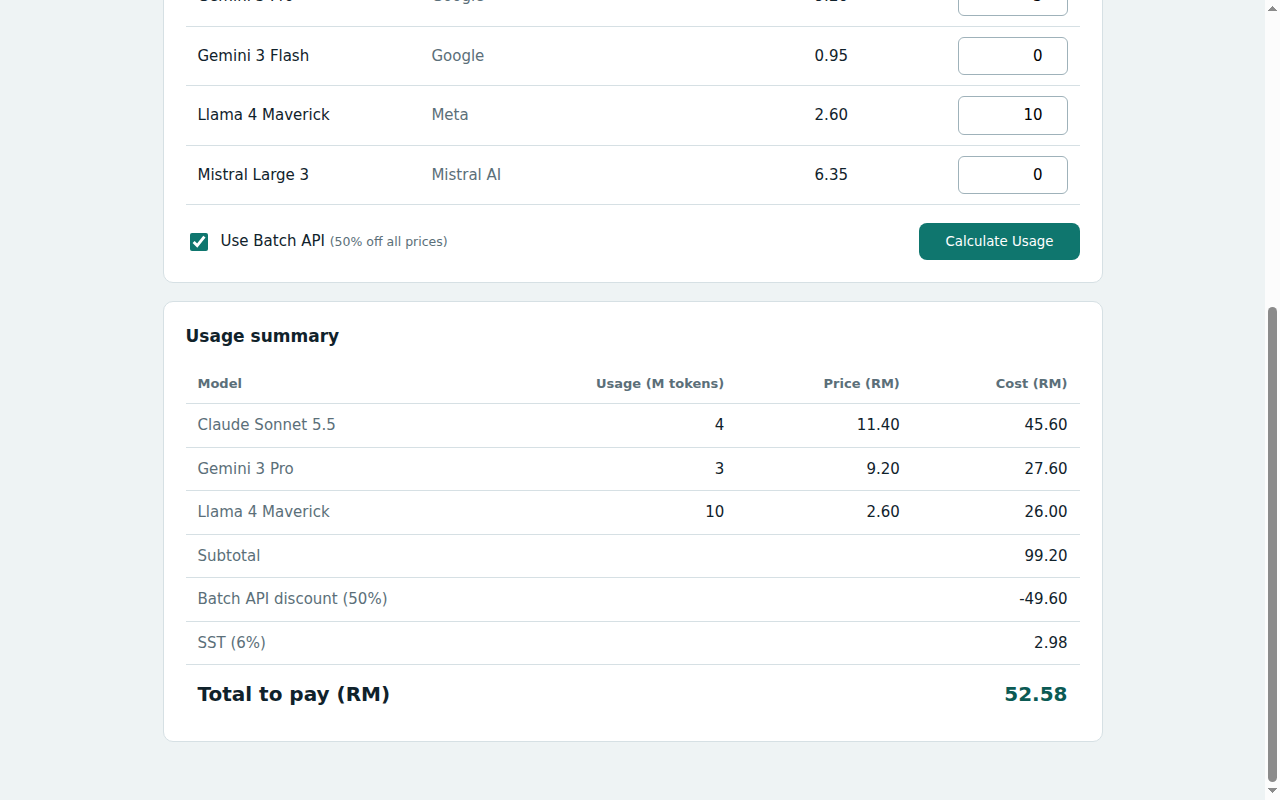 Gemini 3 Flash Google 0.95 0
Llama 4 Maverick Meta 2.60 10
Mistral Large 3 Mistral AI 6.35 0
Use Batch API (50% off all prices) Calculate Usage
Usage summary
Model Usage (M tokens) Price (RM) Cost (RM)
Claude Sonnet 5.5 4 11.40 45.60
Gemini 3 Pro 3 9.20 27.60
Llama 4 Maverick 10 2.60 26.00
Subtotal 99.20
Batch API discount (50%) -49.60
SST (6%) 2.98
Total to pay (RM) 52.58